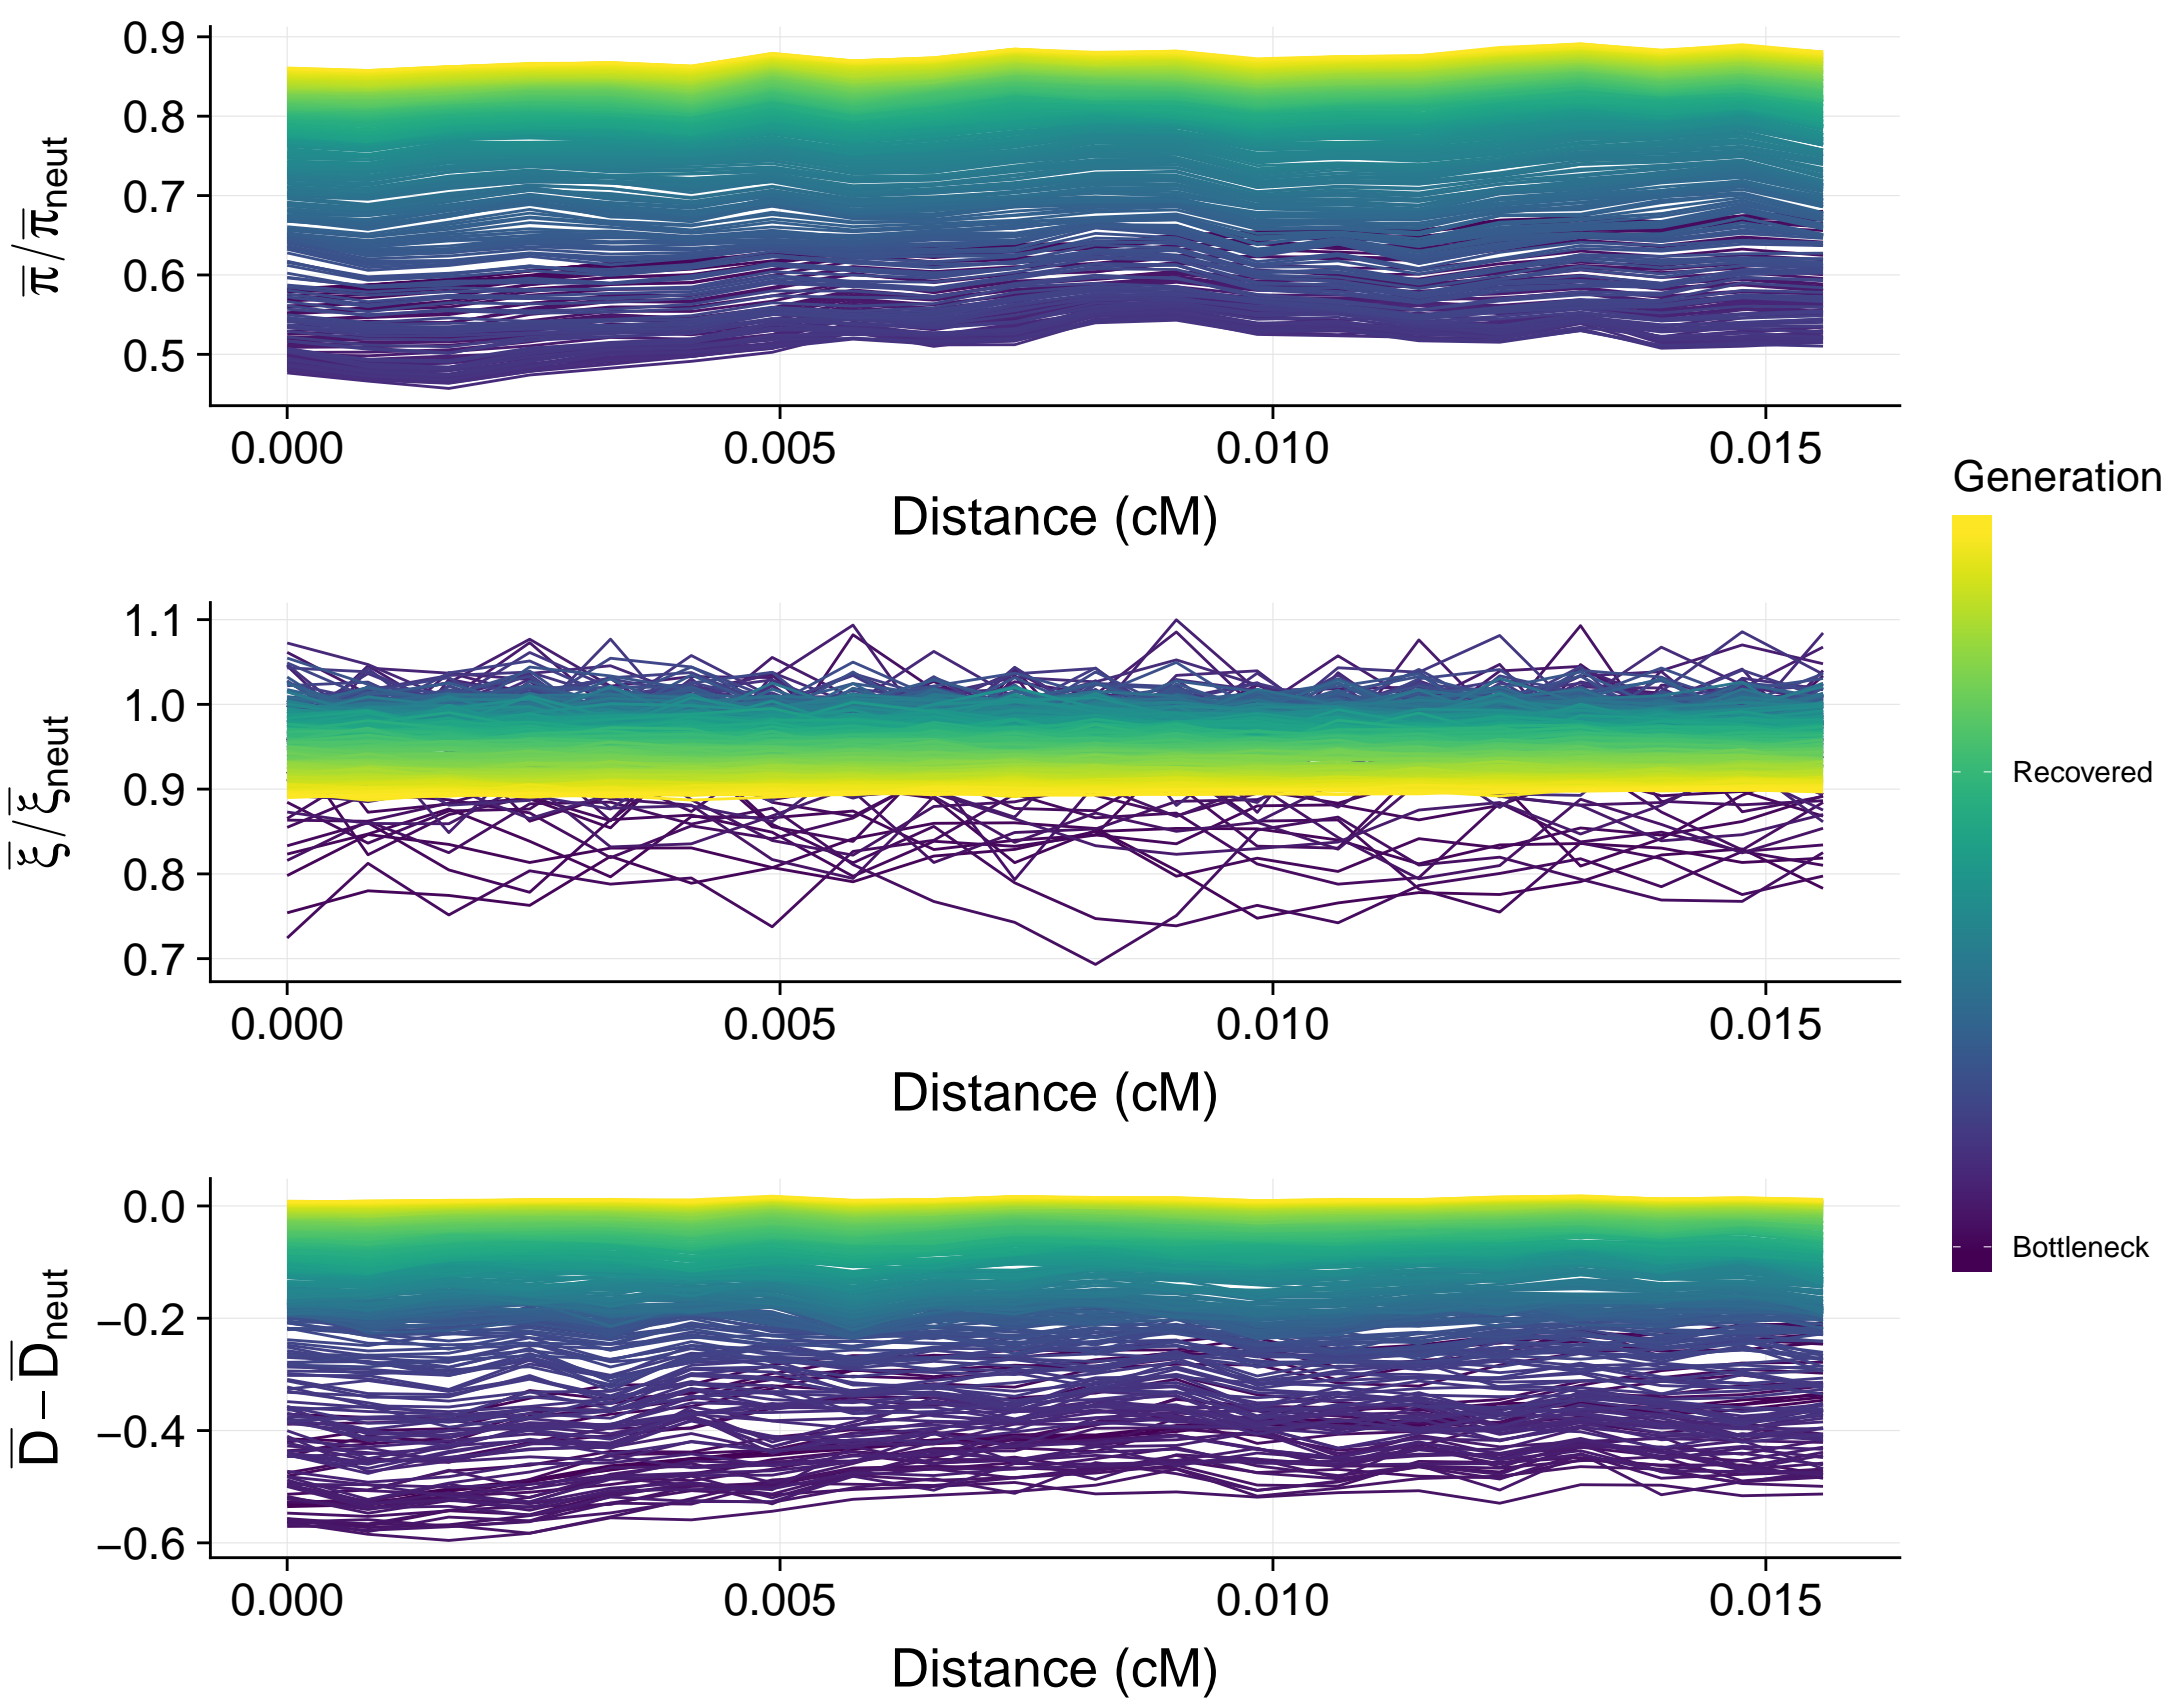 π̅/π̅neut
0.9
0.8
0.7
0.6
0.5
0.000 0.005 0.010 0.015
Distance (cM)
ξ̅/ξ̅neut
1.1
1.0
0.9
0.8
0.7
0.000 0.005 0.010 0.015
Distance (cM)
D̅−D̅neut
0.0
−0.2
−0.4
−0.6
0.000 0.005 0.010 0.015
Distance (cM)
Generation
Recovered
Bottleneck